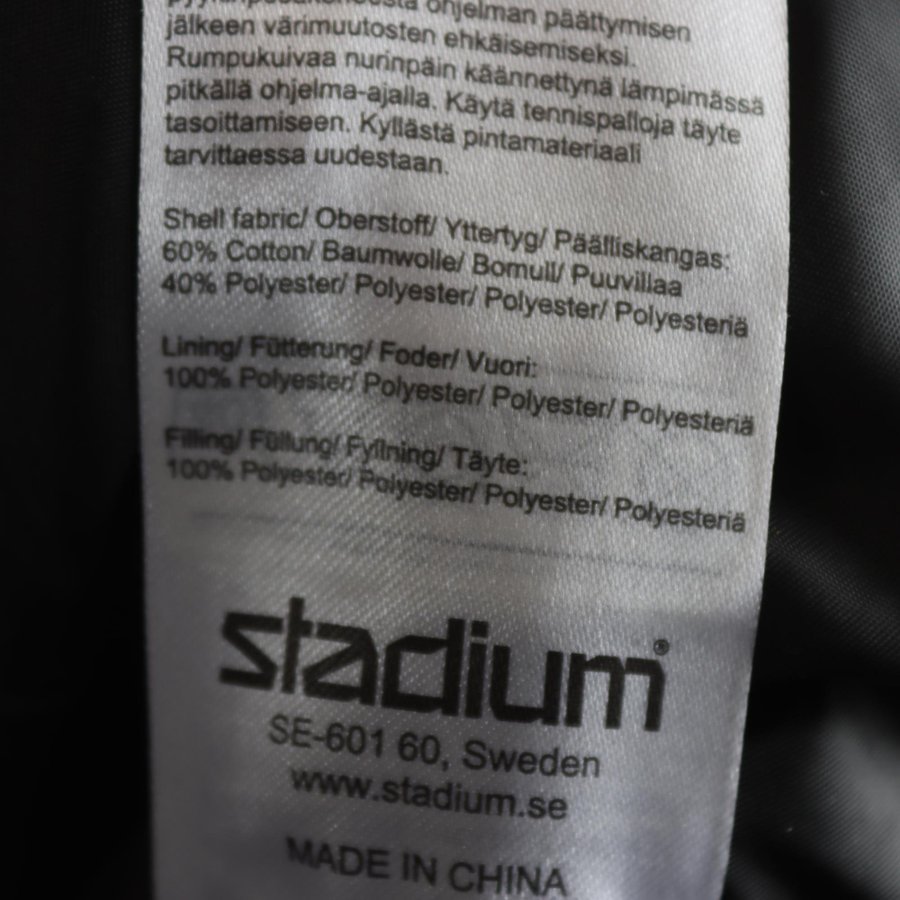 ohjelman päättymisen
jälkeen värimuutosten ehkäisemiseksi.
Rumpukuivaa nurinpäin käännettynä lämpimässä
pitkällä ohjelma-ajalla. Käytä tennispalloja täyte
tasoittamiseen. Kyllästä pintamateriaali
tarvittaessa uudestaan.
Shell fabric/ Oberstoff/ Yttertyg/ Päälliskangas:
60% Cotton/ Baumwolle/ Bomull/ Puuvillaa
40% Polyester/ Polyester/ Polyester/ Polyesteriä
Lining/ Fütterung/ Foder/ Vuori:
100% Polyester/ Polyester/ Polyester/ Polyesteriä
Filling/ Füllung/ Fyllning/ Täyte:
100% Polyester/ Polyester/ Polyester/ Polyesteriä
stadium®
SE-601 60, Sweden
www.stadium.se
MADE IN CHINA